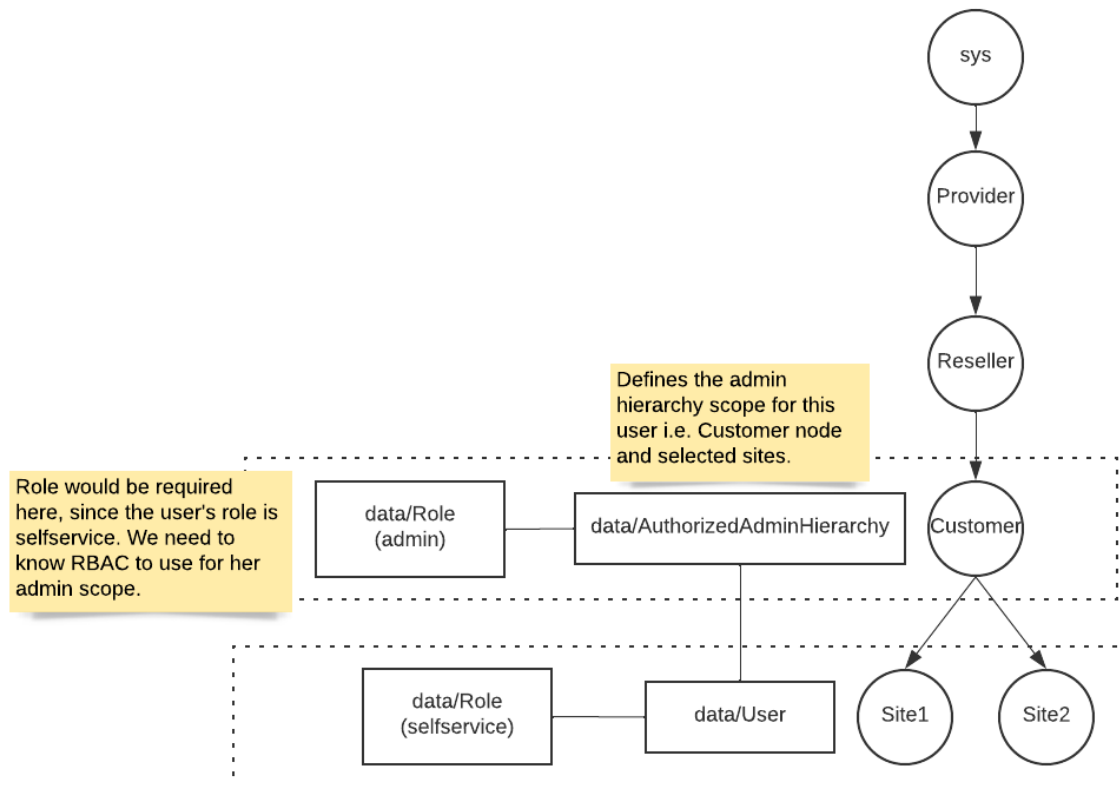 sys
Provider
Reseller
Defines the admin
hierarchy scope for this
user i.e. Customer node
and selected sites.
Role would be required
here, since the user's role is
selfservice. We need to
know RBAC to use for her
admin scope.
data/Role
(admin)
data/AuthorizedAdminHierarchy
Customer
data/Role
(selfservice)
data/User
Site1
Site2